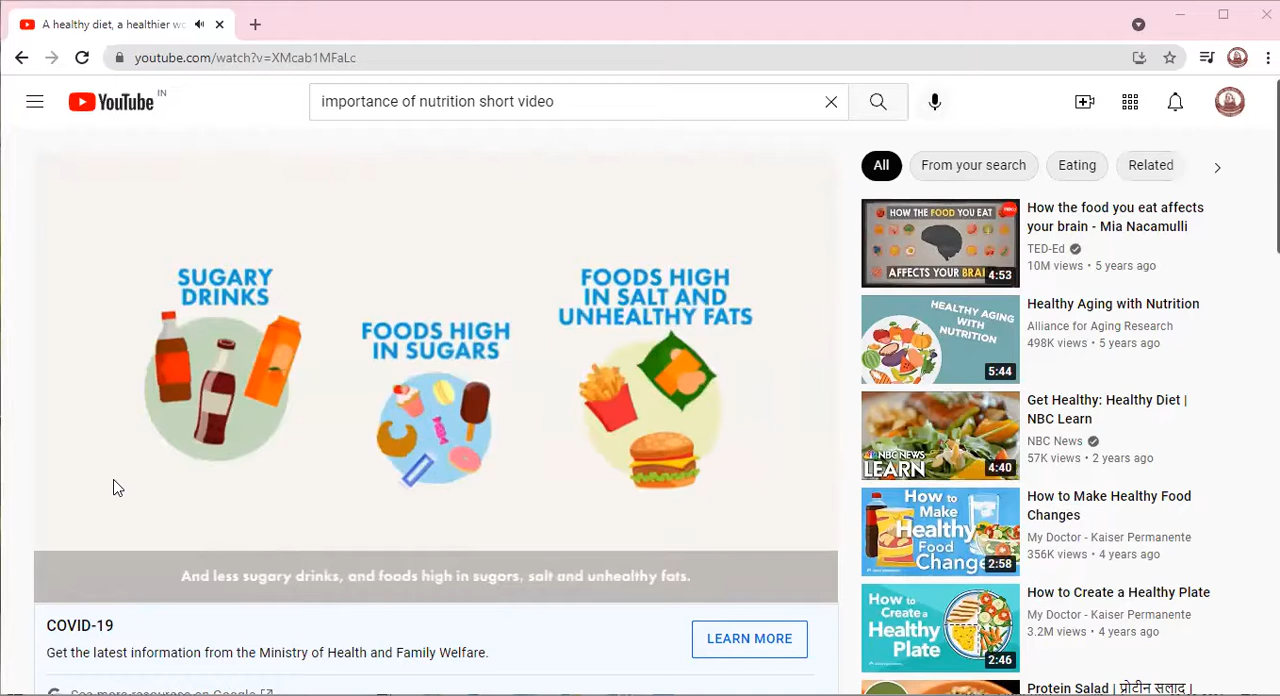 A healthy diet, a healthier wo
youtube.com/watch?v=XMcab1MFaLc
YouTube IN
importance of nutrition short video
All
From your search
Eating
Related
SUGARY
DRINKS
FOODS HIGH
IN SUGARS
FOODS HIGH
IN SALT AND
UNHEALTHY FATS
And less sugary drinks, and foods high in sugors, salt and unhealthy fats.
COVID-19
Get the latest information from the Ministry of Health and Family Welfare.
LEARN MORE
See more resources on Google
HOW THE FOOD YOU EAT
AFFECTS YOUR BRAI
4:53
How the food you eat affects
your brain - Mia Nacamulli
TED-Ed
10M views • 5 years ago
HEALTHY AGING
WITH
NUTRITION
5:44
Healthy Aging with Nutrition
Alliance for Aging Research
498K views • 5 years ago
NBC NEWS
LEARN
4:40
Get Healthy: Healthy Diet |
NBC Learn
NBC News
57K views • 2 years ago
How to
Make
Healthy
Food
Change
2:58
How to Make Healthy Food
Changes
My Doctor - Kaiser Permanente
356K views • 4 years ago
How to
Create a
Healthy
Plate
2:46
How to Create a Healthy Plate
My Doctor - Kaiser Permanente
3.2M views • 4 years ago
Protein Salad | प्रोटीन सलाद |